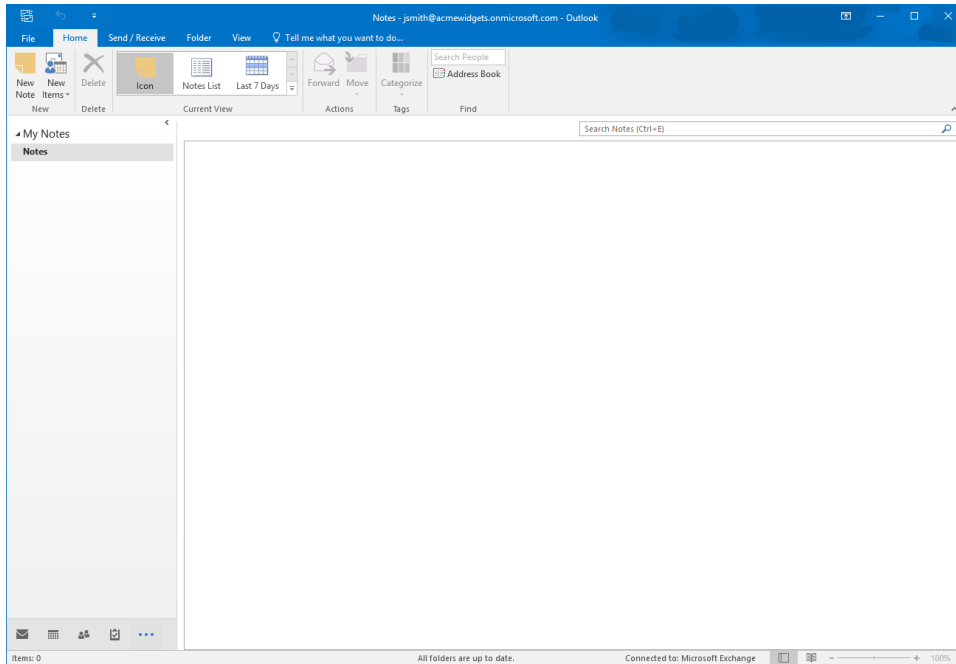 Notes - jsmith@acmewidgets.onmicrosoft.com - Outlook
File Home Send / Receive Folder View Tell me what you want to do...
New Note
New Items
Delete
Icon
Notes List
Last 7 Days
Forward
Move
Categorize
Search People
Address Book
New Delete Current View Actions Tags Find
My Notes
Search Notes (Ctrl+E)
Notes
Items: 0 All folders are up to date. Connected to: Microsoft Exchange 100%